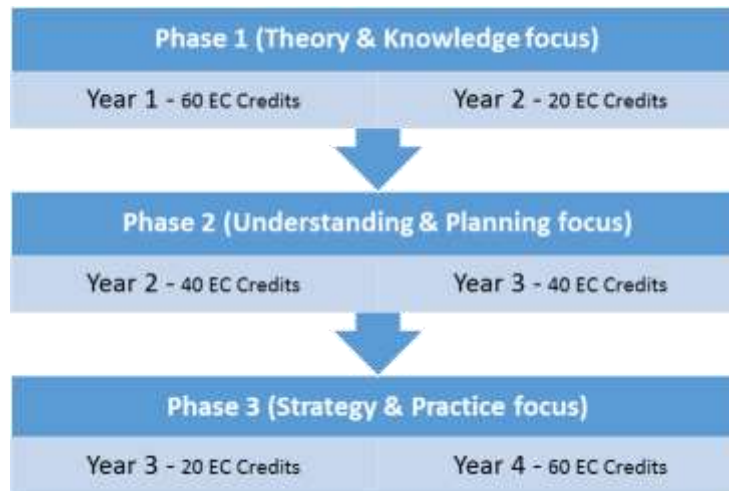 Phase 1 (Theory & Knowledge focus)
Year 1 - 60 EC Credits
Year 2 - 20 EC Credits
Phase 2 (Understanding & Planning focus)
Year 2 - 40 EC Credits
Year 3 - 40 EC Credits
Phase 3 (Strategy & Practice focus)
Year 3 - 20 EC Credits
Year 4 - 60 EC Credits